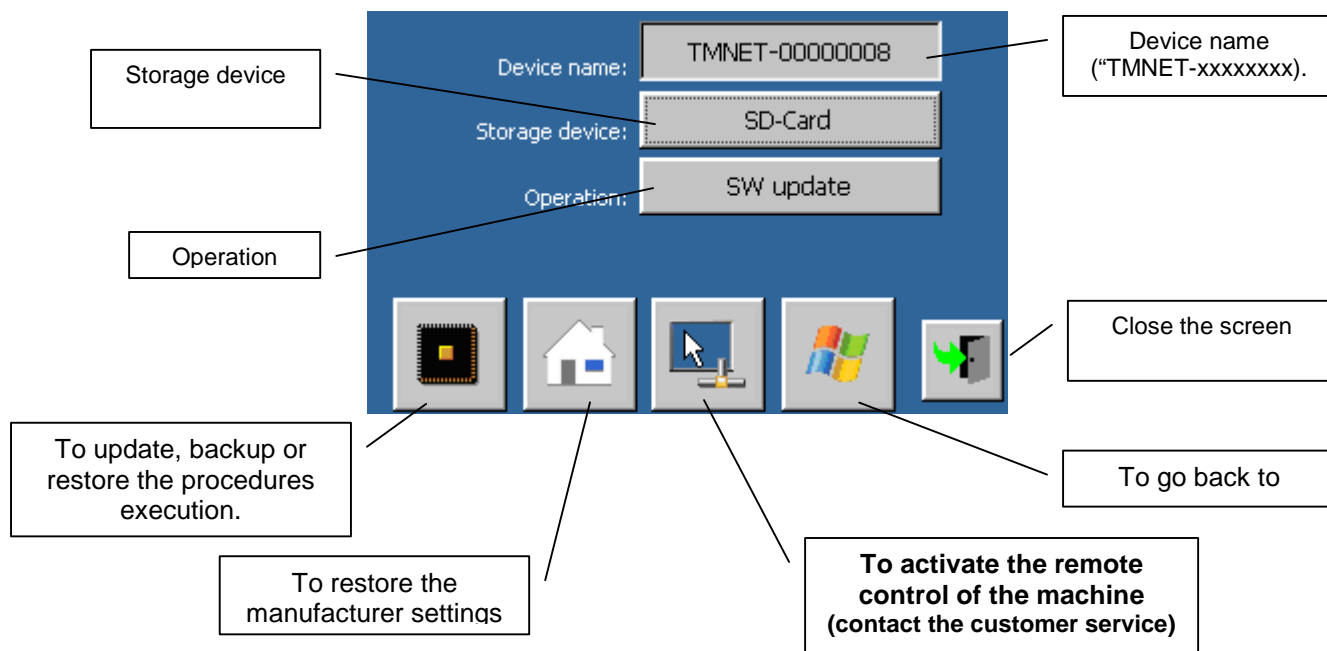 Storage device
Device name:
TMNET-00000008
Device name
(“TMNET-xxxxxxxx).
Storage device:
SD-Card
Operation:
SW update
Operation
Close the screen
To update, backup or
restore the procedures
execution.
To go back to
To restore the
manufacturer settings
To activate the remote
control of the machine
(contact the customer service)